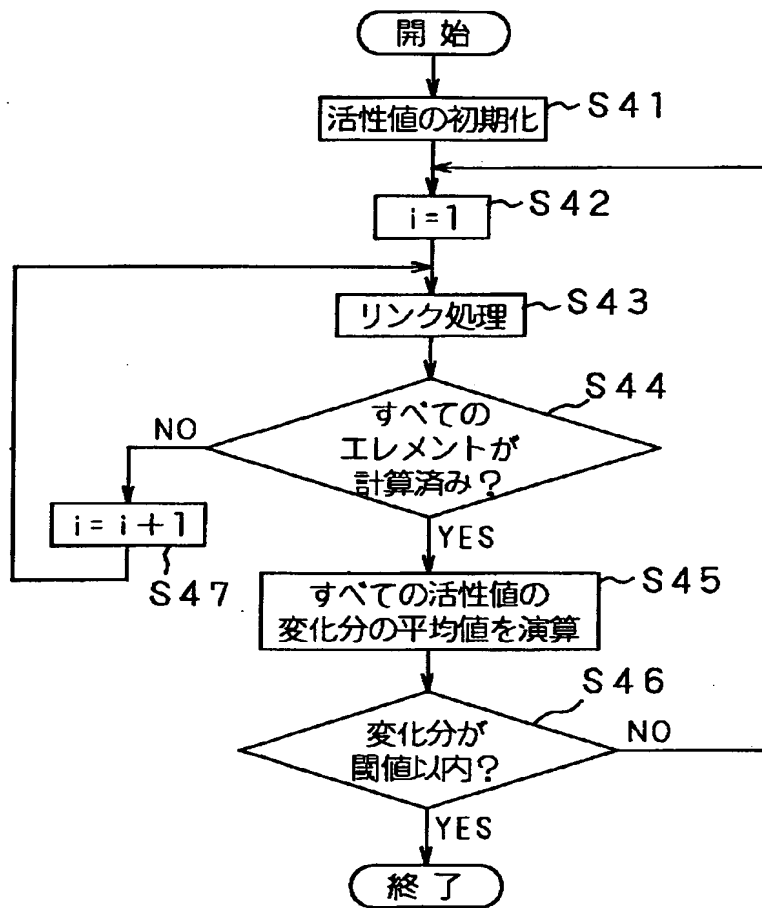 開始
活性値の初期化
S41
i=1
S42
リンク処理
S43
すべての
エレメントが
計算済み?
S44
NO
i=i+1
S47
YES
すべての活性値の
変化分の平均値を演算
S45
変化分が
閾値以内?
S46
NO
YES
終了